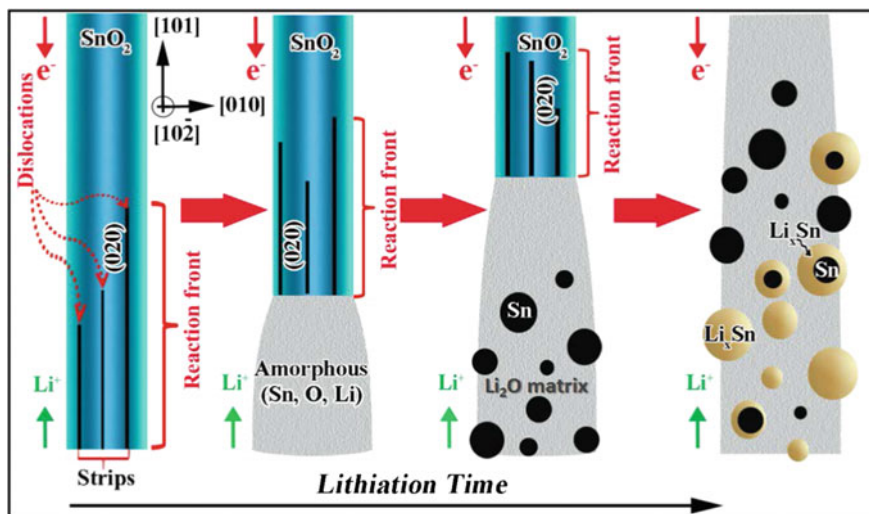 SnO₂
e⁻
[101]
[010]
[102̄]
Dislocations
(020)
Reaction front
Li⁺
Strips
SnO₂
e⁻
(020)
Reaction front
Amorphous
(Sn, O, Li)
Li⁺
SnO₂
e⁻
(020)
Reaction front
Sn
Li₂O matrix
Li⁺
e⁻
LiₓSn
Sn
LiₓSn
Li⁺
Lithiation Time